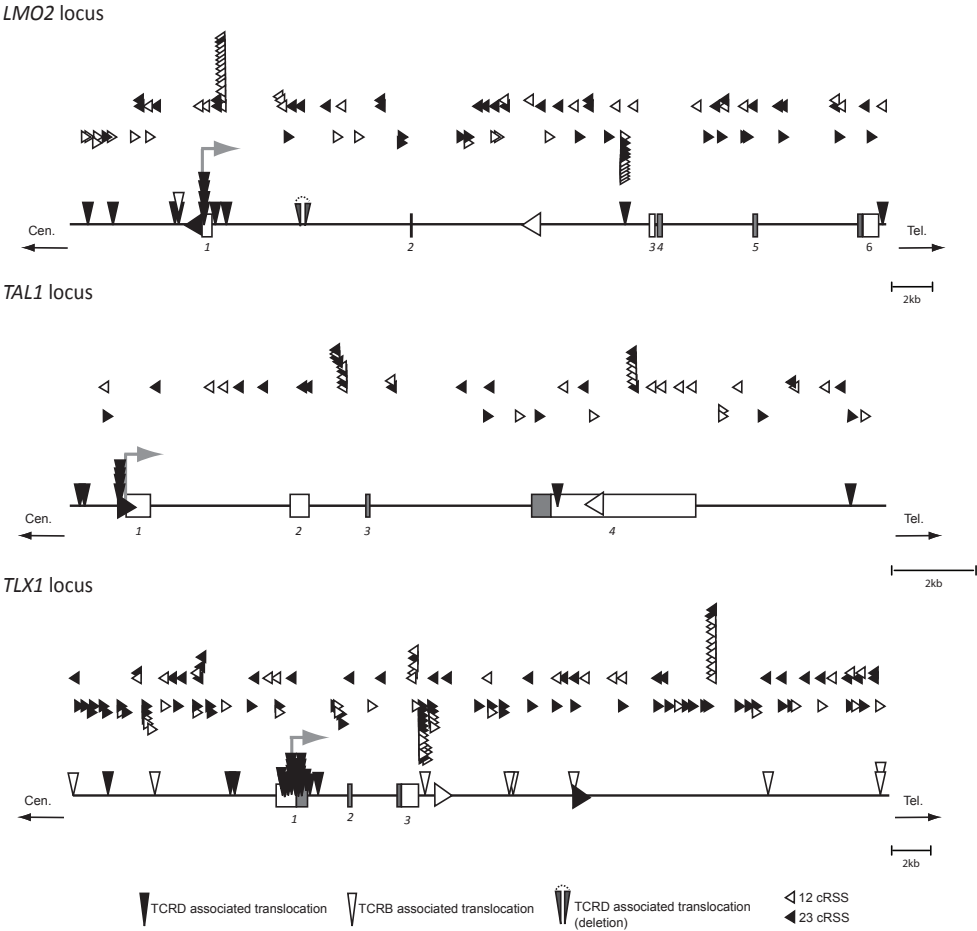 LMO2 locus
Cen.
1
2
3 4
5
6
Tel.
2kb
TAL1 locus
Cen.
1
2
3
4
Tel.
2kb
TLX1 locus
Cen.
1
2
3
Tel.
2kb
TCRD associated translocation
TCRB associated translocation
TCRD associated translocation
(deletion)
12 cRSS
23 cRSS